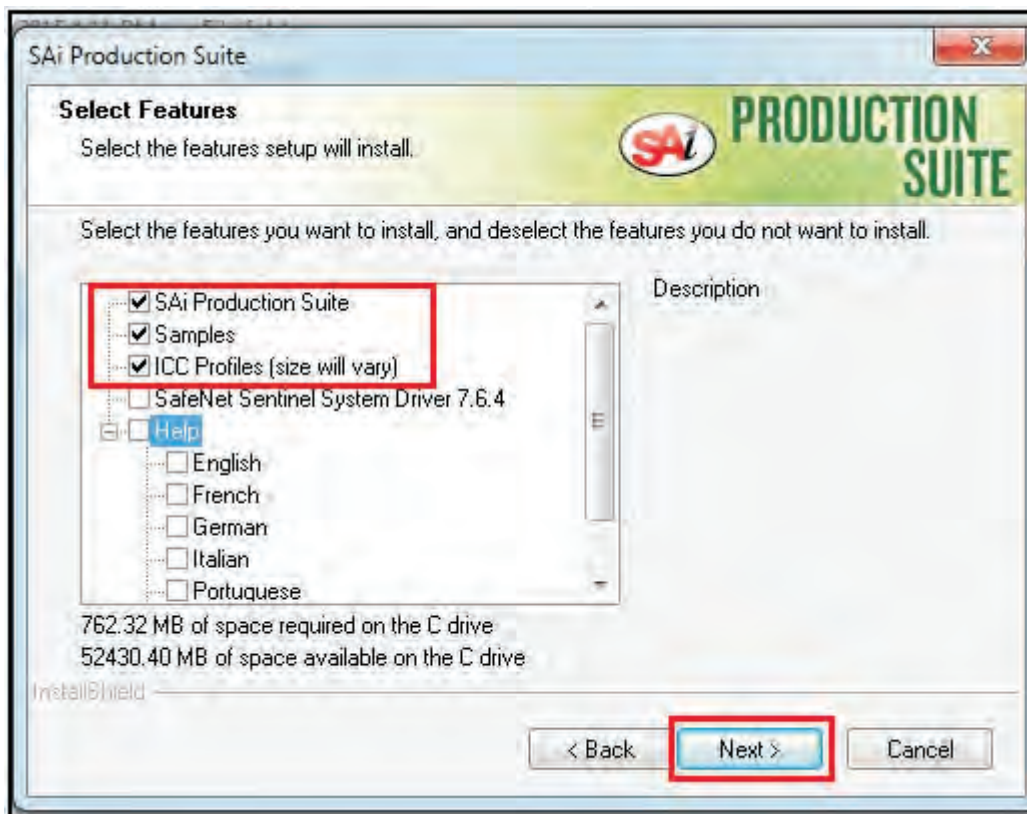 SAi Production Suite
Select Features
Select the features setup will install.
SAi
PRODUCTION
SUITE
Select the features you want to install, and deselect the features you do not want to install.
SAi Production Suite
Samples
ICC Profiles (size will vary)
SafeNet Sentinel System Driver 7.6.4
Help
English
French
German
Italian
Portuguese
Description
762.32 MB of space required on the C drive
52430.40 MB of space available on the C drive
InstallShield
< Back
Next >
Cancel